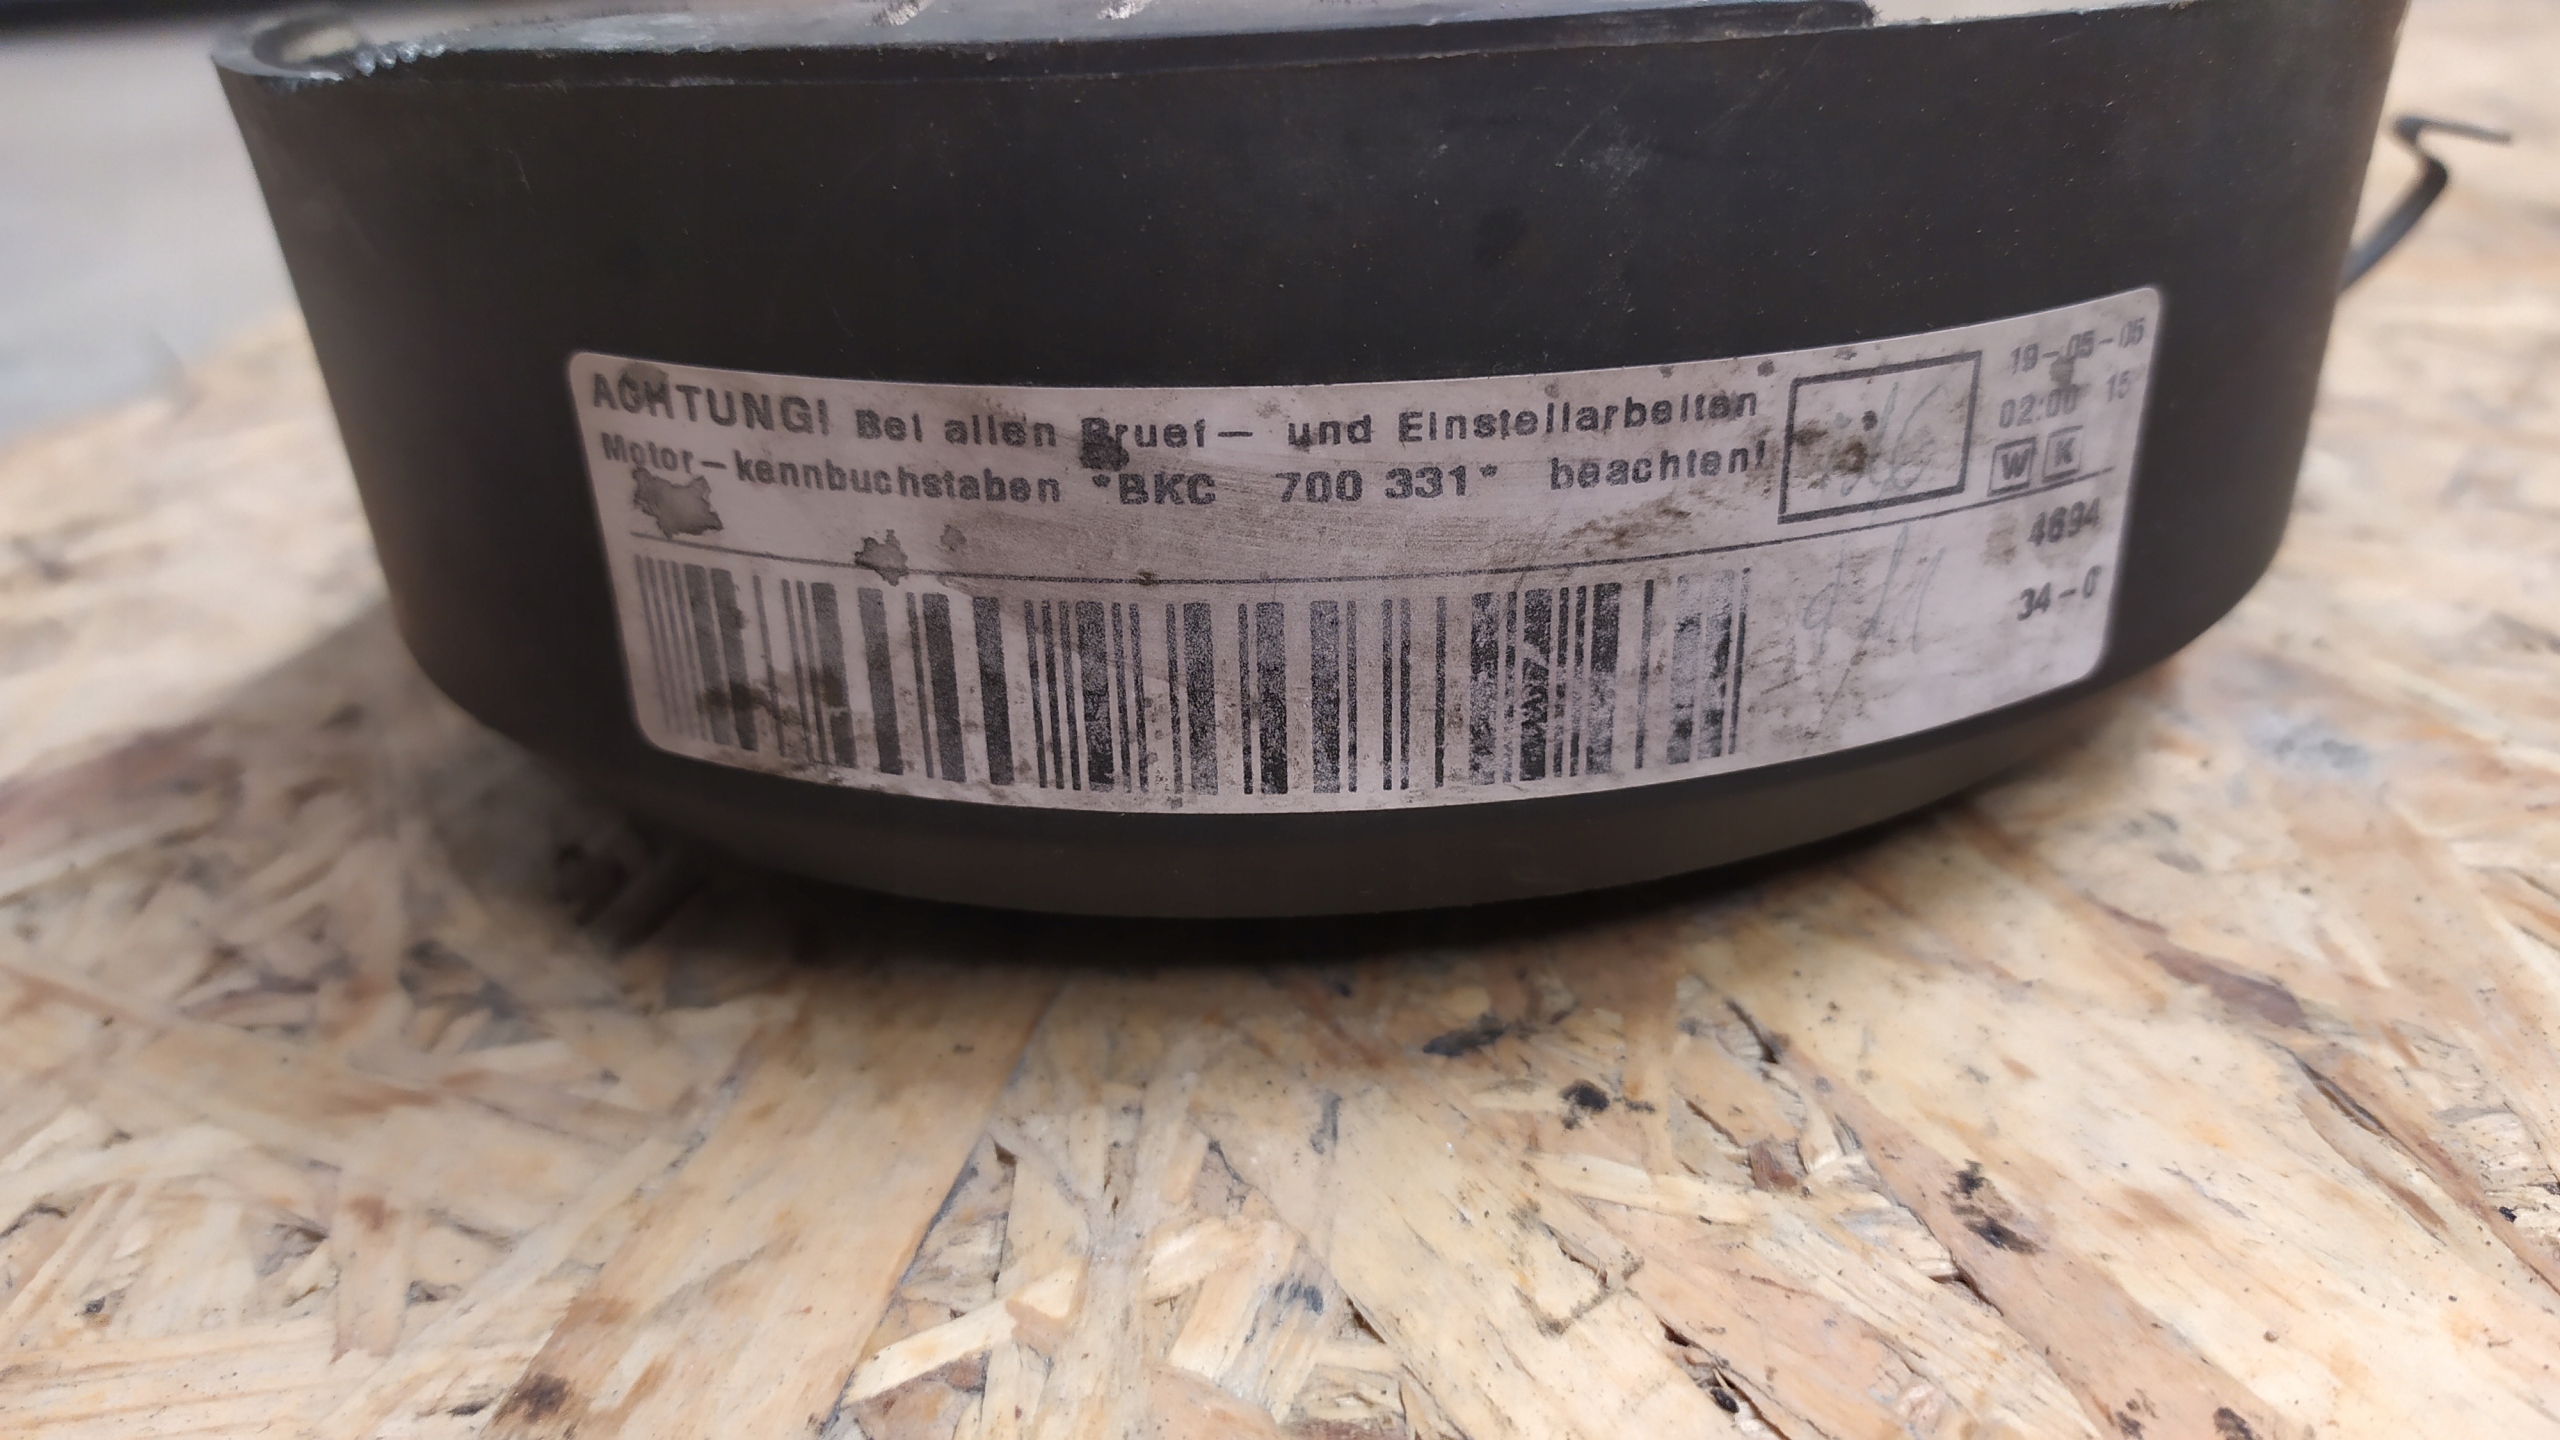 ACHTUNG! Bei allen Pruef- und Einstellarbeiten
Motor-kennbuchstaben *BKC 700 331* beachten!
19-05-05
02:00 15
W K
4694
34-0